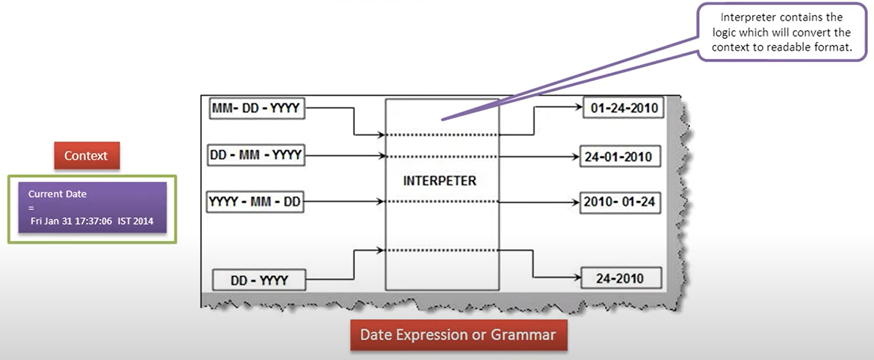 Interpreter contains the
logic which will convert the
context to readable format.
MM- DD - YYYY
01-24-2010
DD - MM - YYYY
24-01-2010
Context
INTERPETER
Current Date
=
Fri Jan 31 17:37:06 IST 2014
YYYY - MM - DD
2010- 01-24
DD - YYYY
24-2010
Date Expression or Grammar